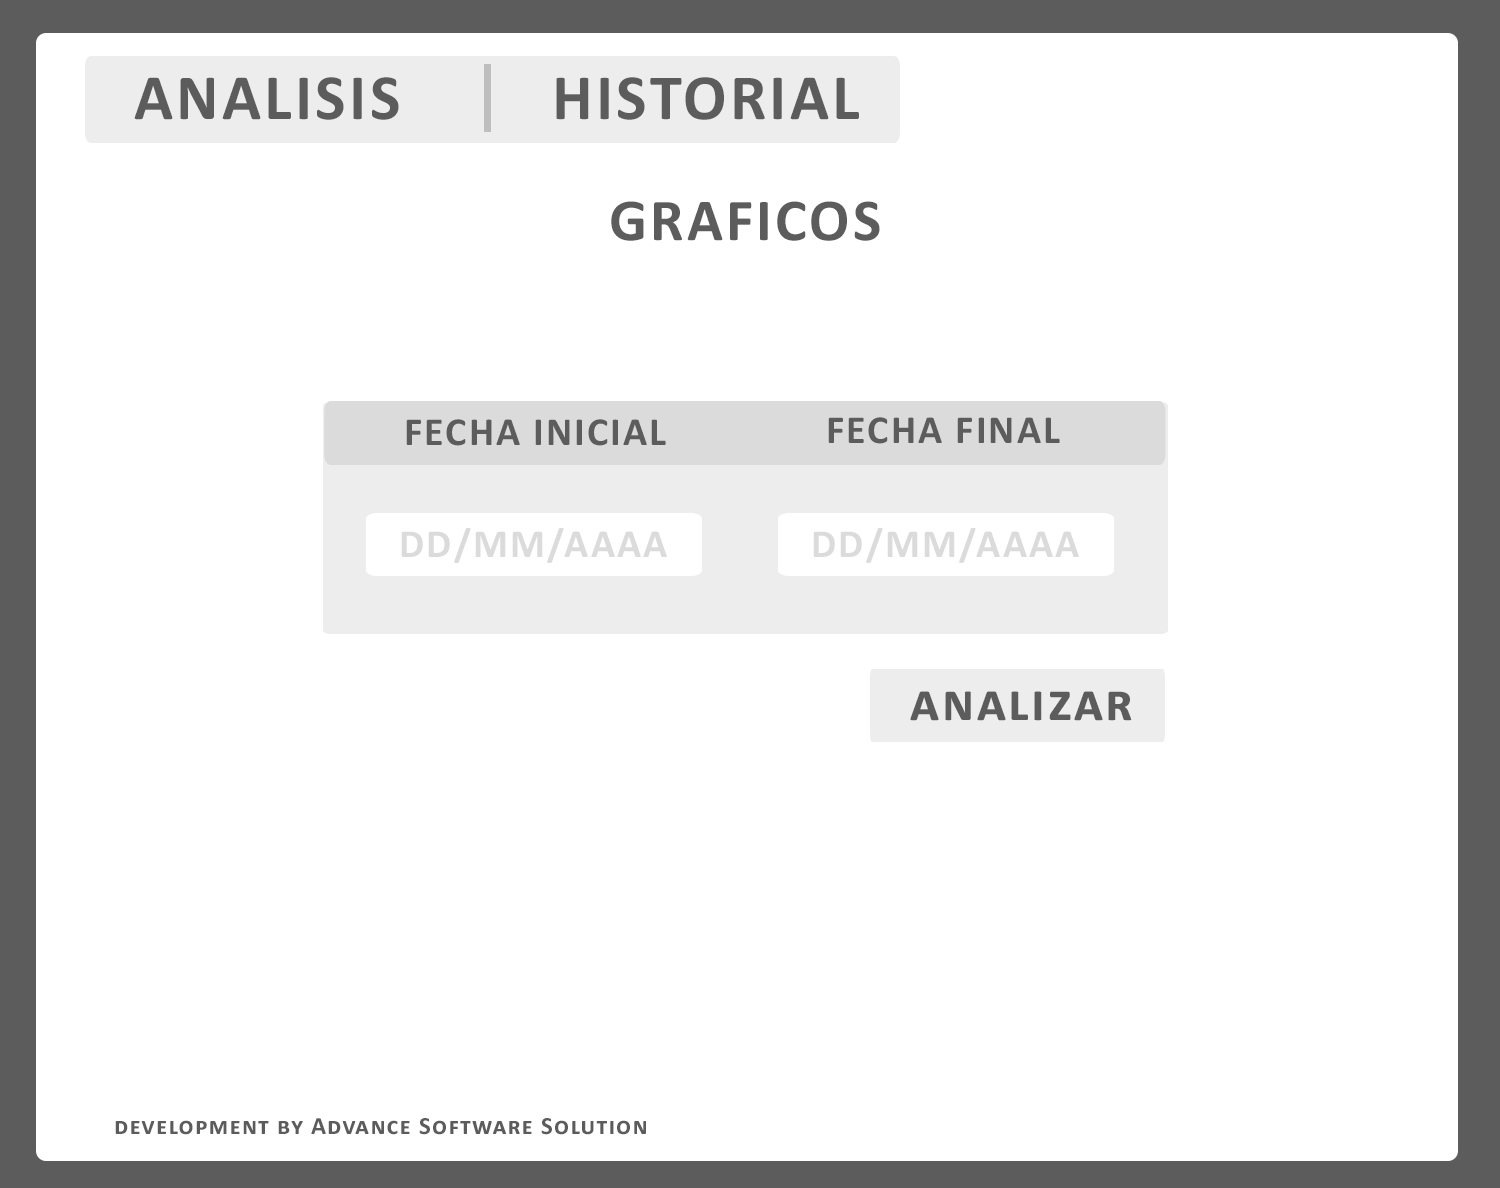 ANALISIS | HISTORIAL
GRAFICOS
FECHA INICIAL FECHA FINAL
DD/MM/AAAA DD/MM/AAAA
ANALIZAR
DEVELOPMENT BY ADVANCE SOFTWARE SOLUTION